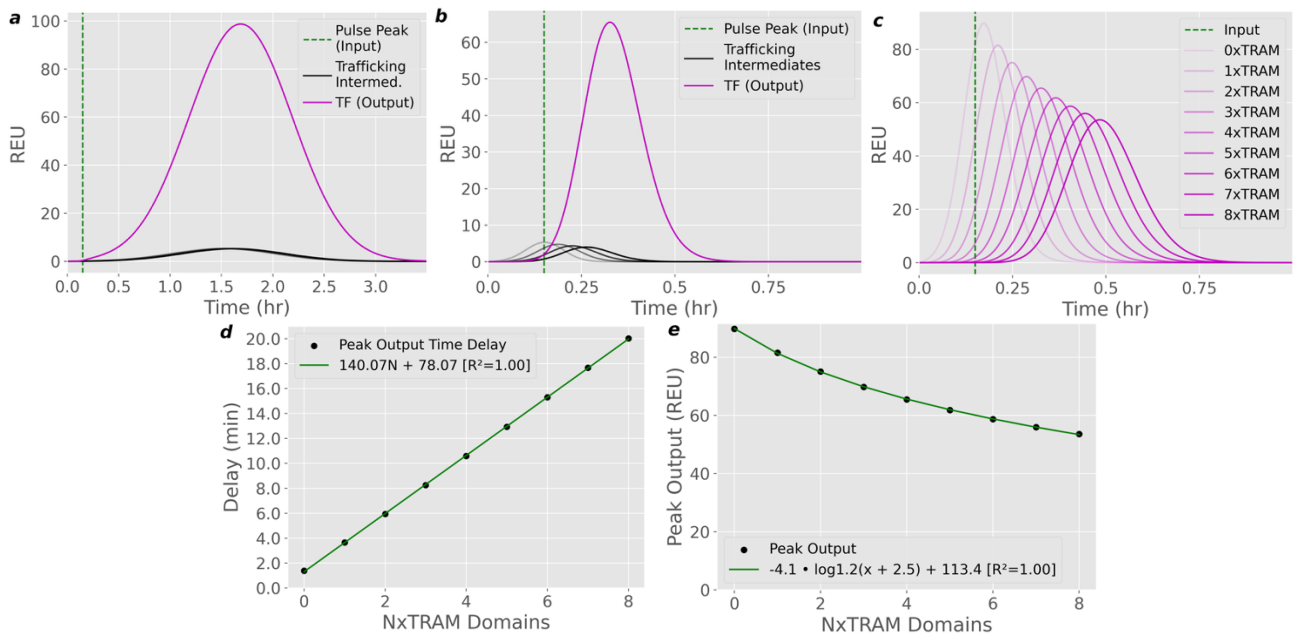 a
Pulse Peak
(Input)
Trafficking
Intermed.
TF (Output)
REU
100
80
60
40
20
0
0.0 0.5 1.0 1.5 2.0 2.5 3.0
Time (hr)
b
Pulse Peak (Input)
Trafficking
Intermediates
TF (Output)
REU
60
50
40
30
20
10
0
0.00 0.25 0.5 0.75
Time (hr)
c
Input
0xTRAM
1xTRAM
2xTRAM
3xTRAM
4xTRAM
5xTRAM
6xTRAM
7xTRAM
8xTRAM
REU
80
60
40
20
0
0.00 0.25 0.5 0.75
Time (hr)
d
Peak Output Time Delay
140.07N + 78.07 [R²=1.00]
Delay (min)
20.0
18.0
16.0
14.0
12.0
10.0
8.0
6.0
4.0
2.0
0.0
0 2 4 6 8
NxTRAM Domains
e
Peak Output (REU)
80
60
40
20
0
Peak Output
-4.1 • log1.2(x + 2.5) + 113.4 [R²=1.00]
0 2 4 6 8
NxTRAM Domains